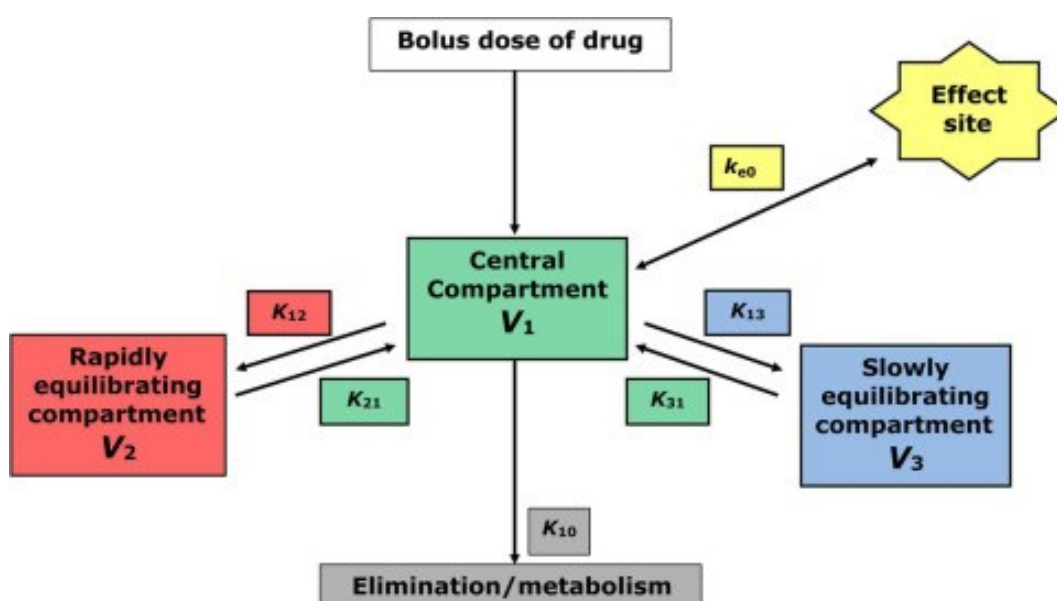 Bolus dose of drug
Effect
site
ke0
Central
Compartment
V1
K12
K13
Rapidly
equilibrating
compartment
V2
K21
K31
Slowly
equilibrating
compartment
V3
K10
Elimination/metabolism